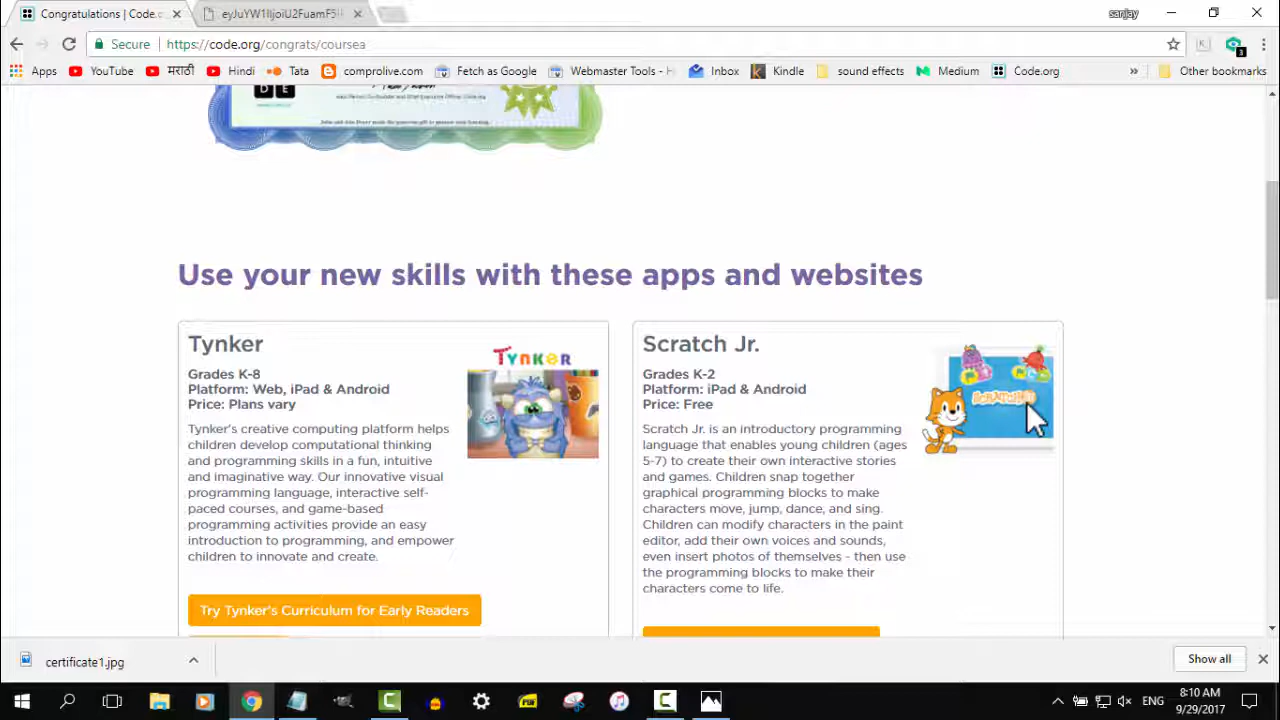 Congratulations | Code.o
eyJuYW1lIjoiU2FuamF5II
sanjay
Secure
https://code.org/congrats/coursea
Apps
YouTube
मराठी
Hindi
Tata
comprolive.com
Fetch as Google
Webmaster Tools - H
Inbox
Kindle
sound effects
Medium
Code.org
»
Other bookmarks
D E
Use your new skills with these apps and websites
Tynker
Grades K-8
Platform: Web, iPad & Android
Price: Plans vary
Tynker's creative computing platform helps
children develop computational thinking
and programming skills in a fun, intuitive
and imaginative way. Our innovative visual
programming language, interactive self-
paced courses, and game-based
programming activities provide an easy
introduction to programming, and empower
children to innovate and create.
TYNKER
Try Tynker's Curriculum for Early Readers
Scratch Jr.
Grades K-2
Platform: iPad & Android
Price: Free
Scratch Jr. is an introductory programming
language that enables young children (ages
5-7) to create their own interactive stories
and games. Children snap together
graphical programming blocks to make
characters move, jump, dance, and sing.
Children can modify characters in the paint
editor, add their own voices and sounds,
even insert photos of themselves - then use
the programming blocks to make their
characters come to life.
certificate1.jpg
Show all
ENG
8:10 AM
9/29/2017